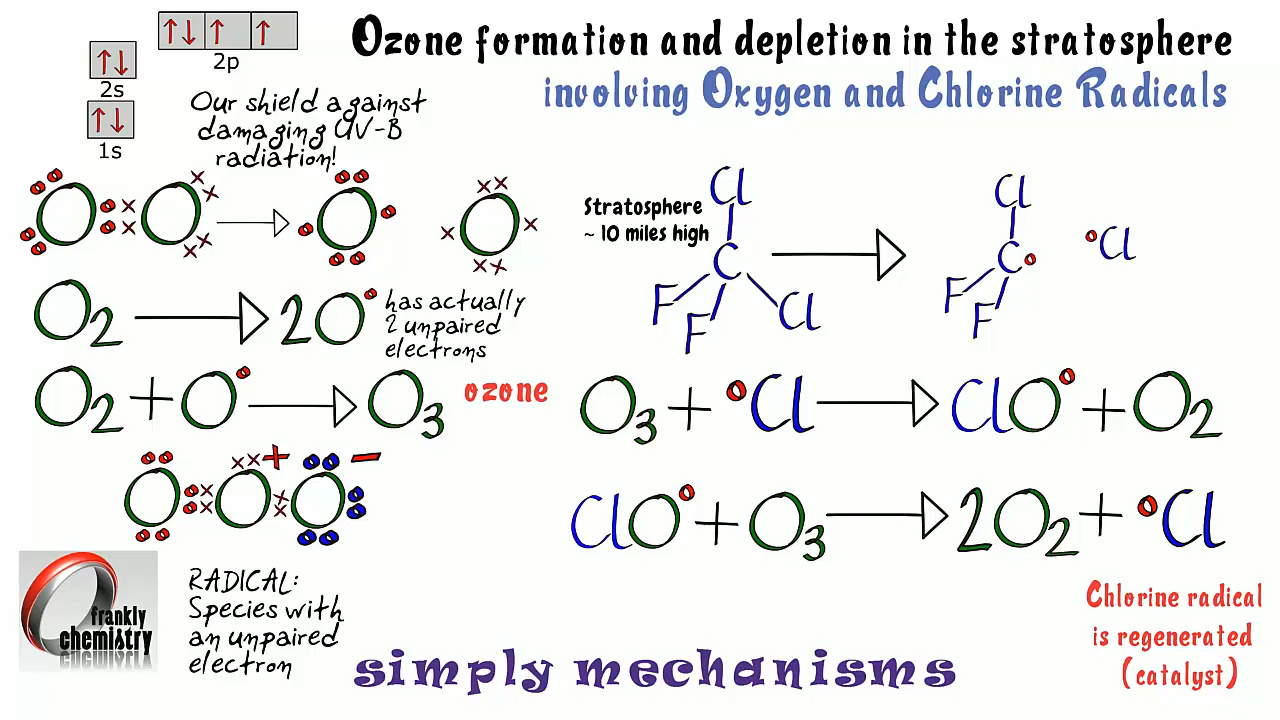 Ozone formation and depletion in the stratosphere
involving Oxygen and Chlorine Radicals
↑↓ ↑ ↑
2p
↑↓
2s
↑↓
1s
Our shield against
damaging UV-B
radiation!
O O → O O
O2 → 2O•
has actually
2 unpaired
electrons
O2 + O• → O3 ozone
O O + O −
RADICAL:
Species with
an unpaired
electron
frankly
chemistry
Stratosphere
~ 10 miles high
Cl
C
F
F
Cl
→
Cl
C•
F
F
•Cl
O3 + •Cl → ClO• + O2
ClO• + O3 → 2O2 + •Cl
Chlorine radical
is regenerated
(catalyst)
simply mechanisms